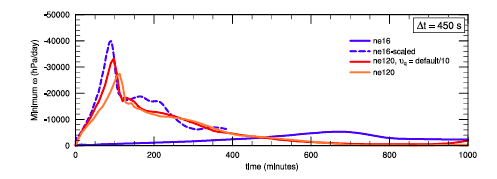 -50000
-40000
-30000
-20000
-10000
0
Minimum ω (hPa/day)
Δt = 450 s
ne16
ne16-scaled
ne120, υ₀ = default/10
ne120
0 200 400 600 800 1000
time (minutes)